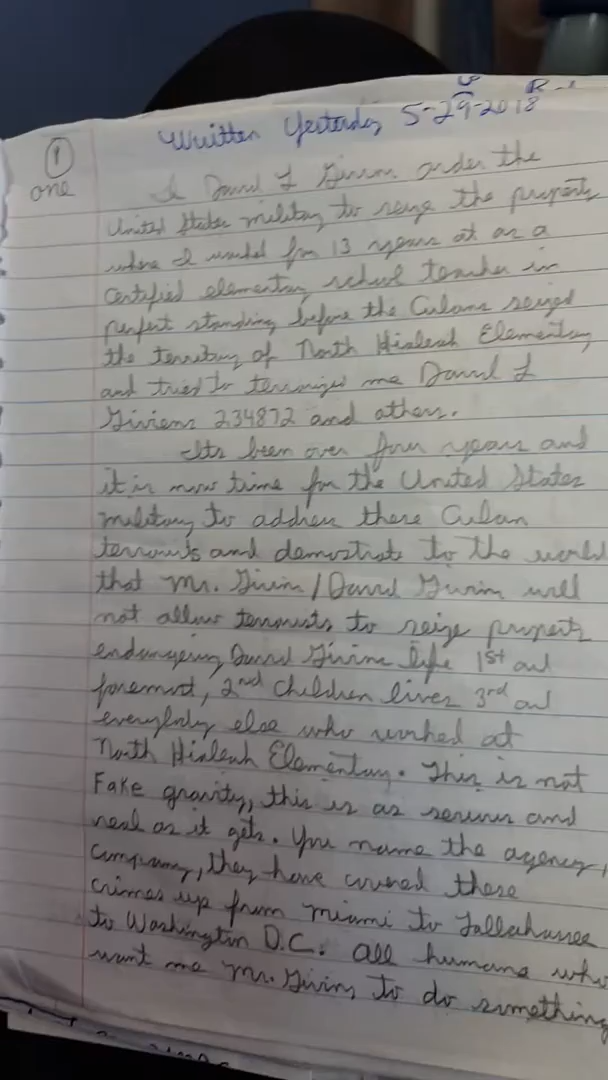 Written Yesterday 5-29-2018
1
one
I David L Givins order the
United States military to seize the property
where I worked for 13 years at as a
certified elementary school teacher in
perfect standing before the Cubans seized
the territory of North Hialeah Elementary
and tried to terrorize me David L
Givens 234872 and others.
Its been over four years and
it is now time for the United States
military to address these Cuban
terrorists and demostrate to the world
that Mr. Givin / David Givins will
not allow terrorists to seize property
endangering David Givins life 1st and
foremost, 2nd children lives 3rd and
everybody else who worked at
North Hialeah Elementary. This is not
Fake gravity, this is as serious and
real as it gets. You name the agency,
company, they have covered these
crimes up from Miami to Tallahassee
to Washington D.C. All humans who
want me Mr. Givins to do something